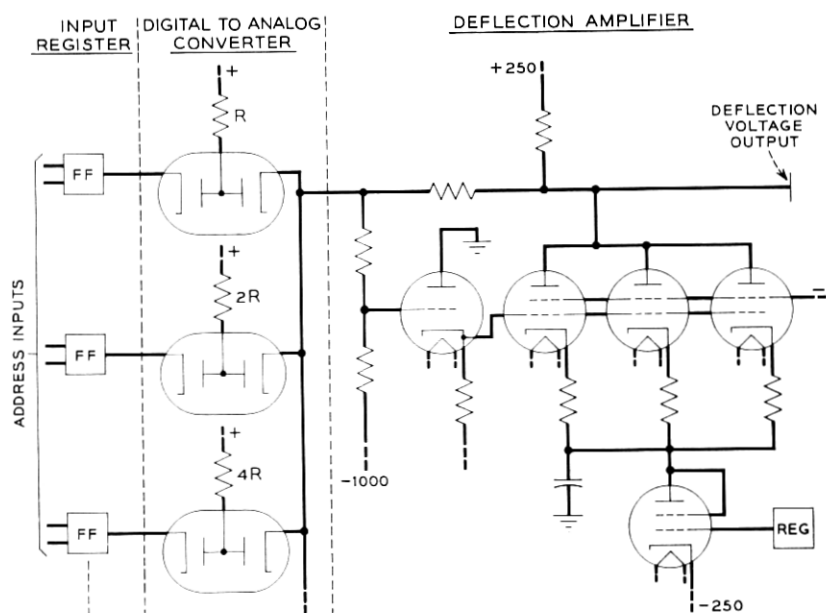 INPUT
REGISTER
DIGITAL TO ANALOG
CONVERTER
DEFLECTION AMPLIFIER
+
R
+250
DEFLECTION
VOLTAGE
OUTPUT
FF
+
2R
ADDRESS INPUTS
FF
+
4R
-1000
FF
REG
-250